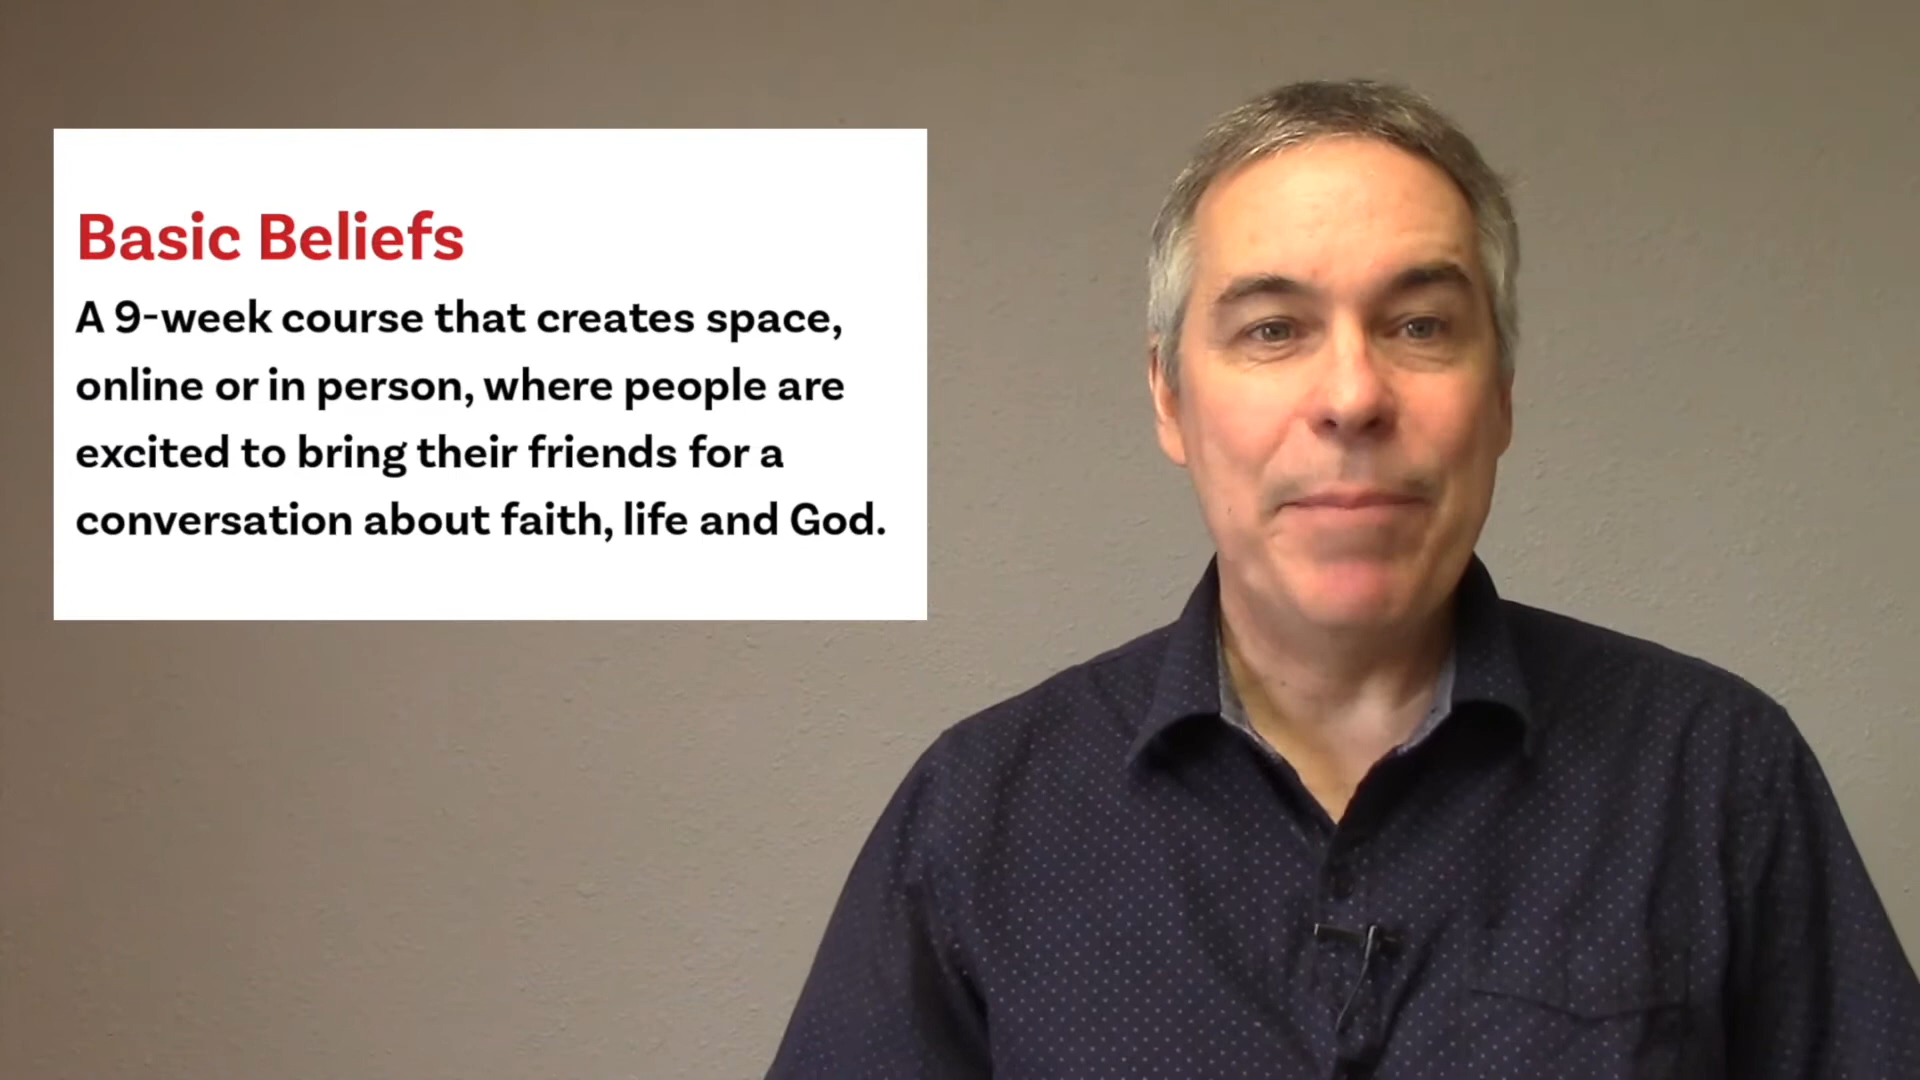 Basic Beliefs
A 9-week course that creates space,
online or in person, where people are
excited to bring their friends for a
conversation about faith, life and God.